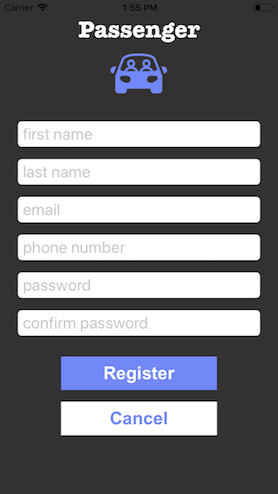 Carrier 1:55 PM
Passenger
first name
last name
email
phone number
password
confirm password
Register
Cancel